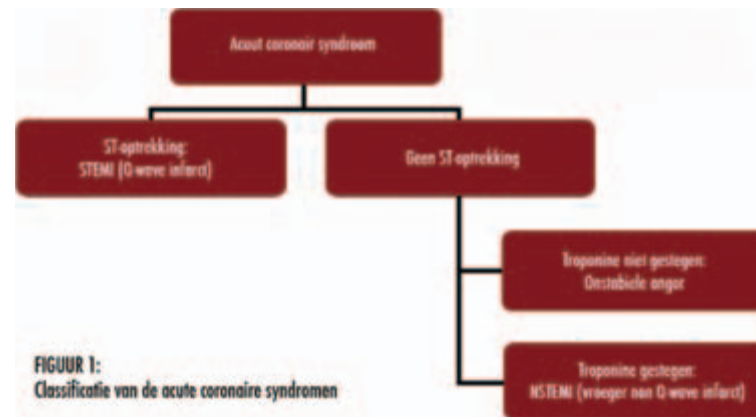 Acuut coronair syndroom
ST-optrekking:
STEMI (Q-wave infarct)
Geen ST-optrekking
Troponine niet gestegen:
Onstabiele angor
Troponine gestegen:
NSTEMI (vroeger non Q-wave infarct)
FIGUUR 1:
Classificatie van de acute coronaire syndromen